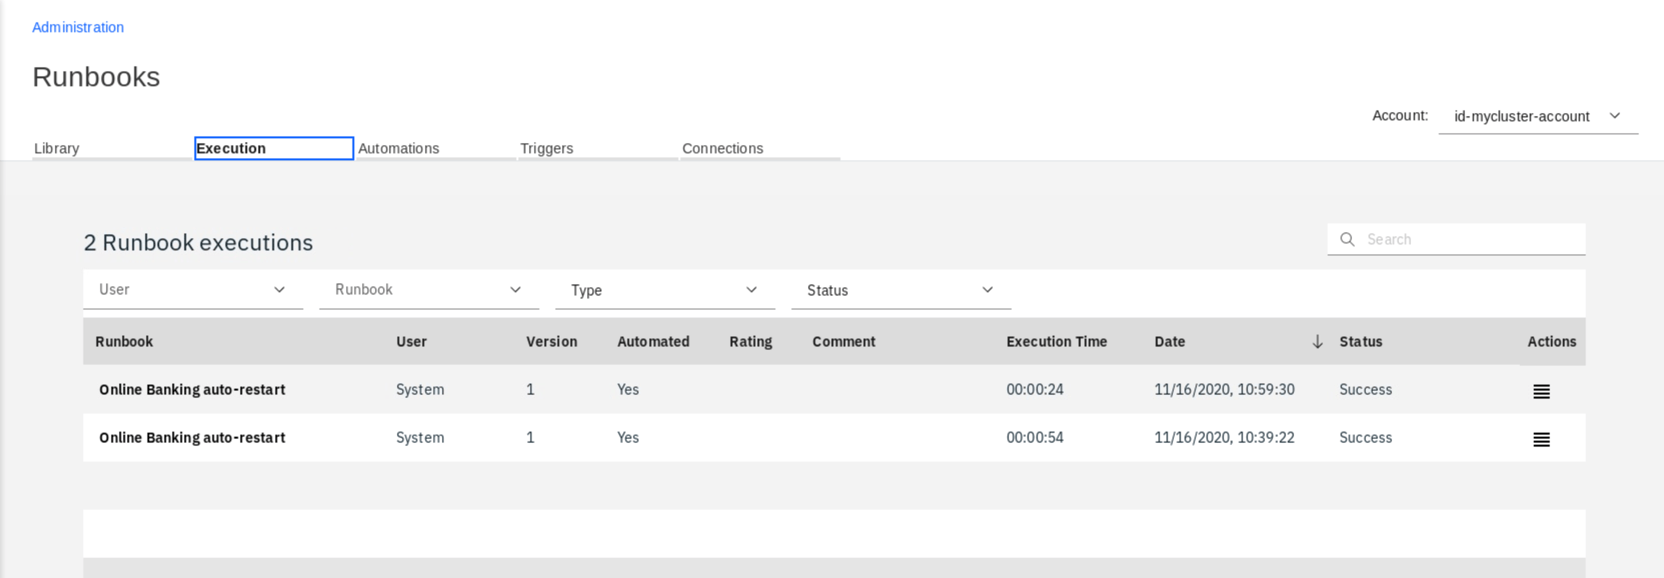 Administration
Runbooks
Account: id-mycluster-account
Library Execution Automations Triggers Connections
2 Runbook executions Search
User Runbook Type Status
Runbook User Version Automated Rating Comment Execution Time Date Status Actions
Online Banking auto-restart System 1 Yes 00:00:24 11/16/2020, 10:59:30 Success
Online Banking auto-restart System 1 Yes 00:00:54 11/16/2020, 10:39:22 Success